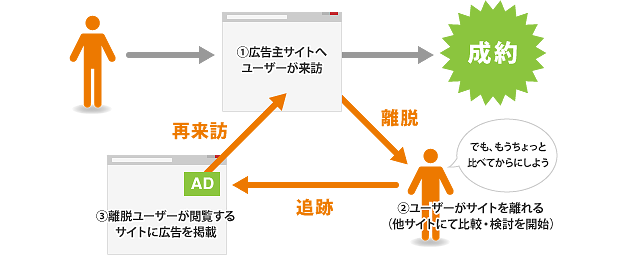 ①広告主サイトへ
ユーザーが来訪
成約
再来訪
離脱
でも、もうちょっと
比べてからにしよう
AD
追跡
③離脱ユーザーが閲覧する
サイトに広告を掲載
②ユーザーがサイトを離れる
（他サイトにて比較・検討を開始）